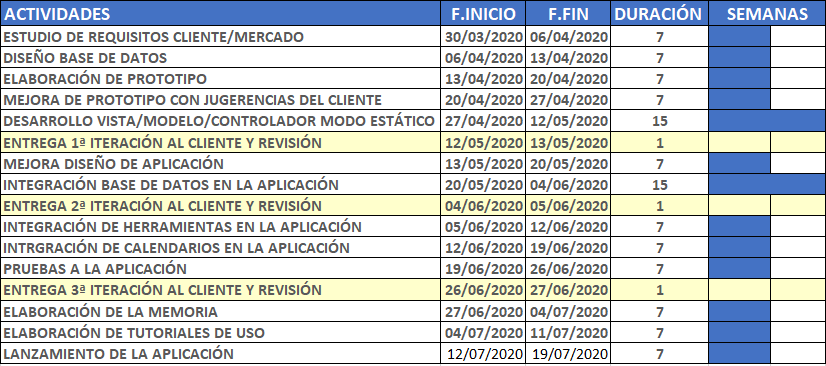 ACTIVIDADES F.INICIO F.FIN DURACIÓN SEMANAS
ESTUDIO DE REQUISITOS CLIENTE/MERCADO 30/03/2020 06/04/2020 7
DISEÑO BASE DE DATOS 06/04/2020 13/04/2020 7
ELABORACIÓN DE PROTOTIPO 13/04/2020 20/04/2020 7
MEJORA DE PROTOTIPO CON JUGERENCIAS DEL CLIENTE 20/04/2020 27/04/2020 7
DESARROLLO VISTA/MODELO/CONTROLADOR MODO ESTÁTICO 27/04/2020 12/05/2020 15
ENTREGA 1ª ITERACIÓN AL CLIENTE Y REVISIÓN 12/05/2020 13/05/2020 1
MEJORA DISEÑO DE APLICACIÓN 13/05/2020 20/05/2020 7
INTEGRACIÓN BASE DE DATOS EN LA APLICACIÓN 20/05/2020 04/06/2020 15
ENTREGA 2ª ITERACIÓN AL CLIENTE Y REVISIÓN 04/06/2020 05/06/2020 1
INTEGRACIÓN DE HERRAMIENTAS EN LA APLICACIÓN 05/06/2020 12/06/2020 7
INTRGRACIÓN DE CALENDARIOS EN LA APLICACIÓN 12/06/2020 19/06/2020 7
PRUEBAS A LA APLICACIÓN 19/06/2020 26/06/2020 7
ENTREGA 3ª ITERACIÓN AL CLIENTE Y REVISIÓN 26/06/2020 27/06/2020 1
ELABORACIÓN DE LA MEMORIA 27/06/2020 04/07/2020 7
ELABORACIÓN DE TUTORIALES DE USO 04/07/2020 11/07/2020 7
LANZAMIENTO DE LA APLICACIÓN 12/07/2020 19/07/2020 7